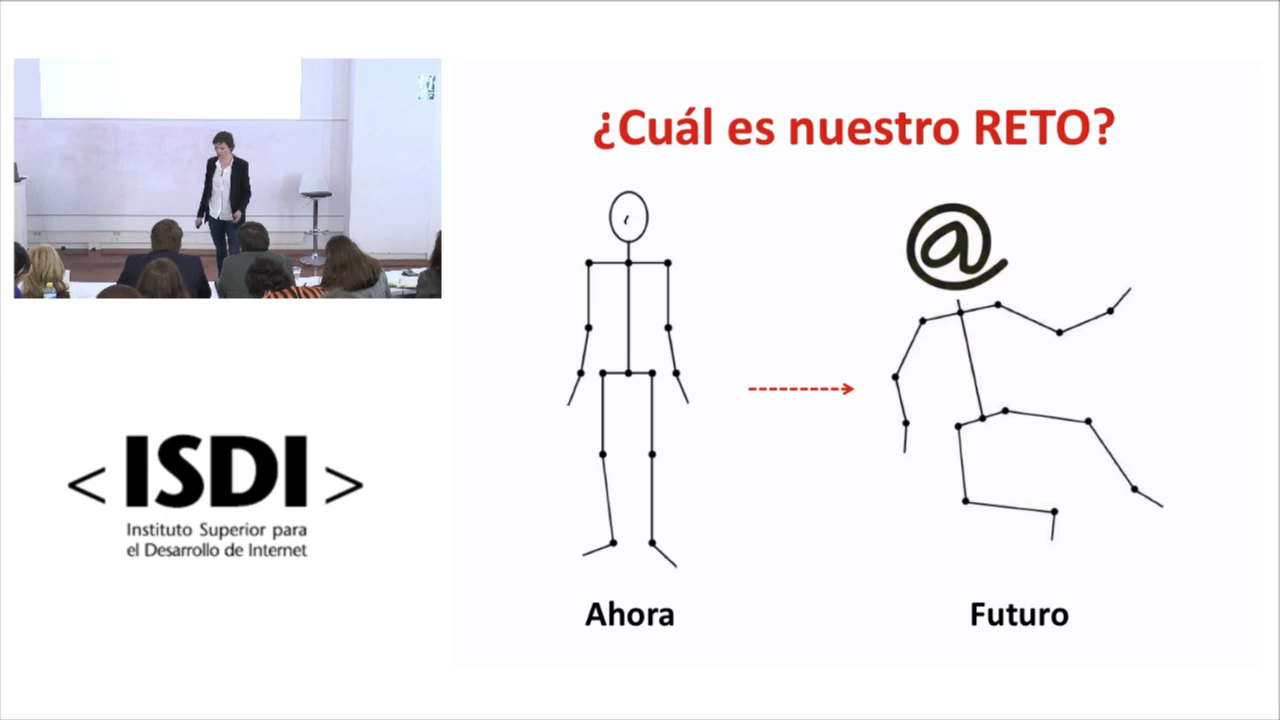 ¿Cuál es nuestro RETO?
@
Ahora
Futuro
< ISDI >
Instituto Superior para
el Desarrollo de Internet